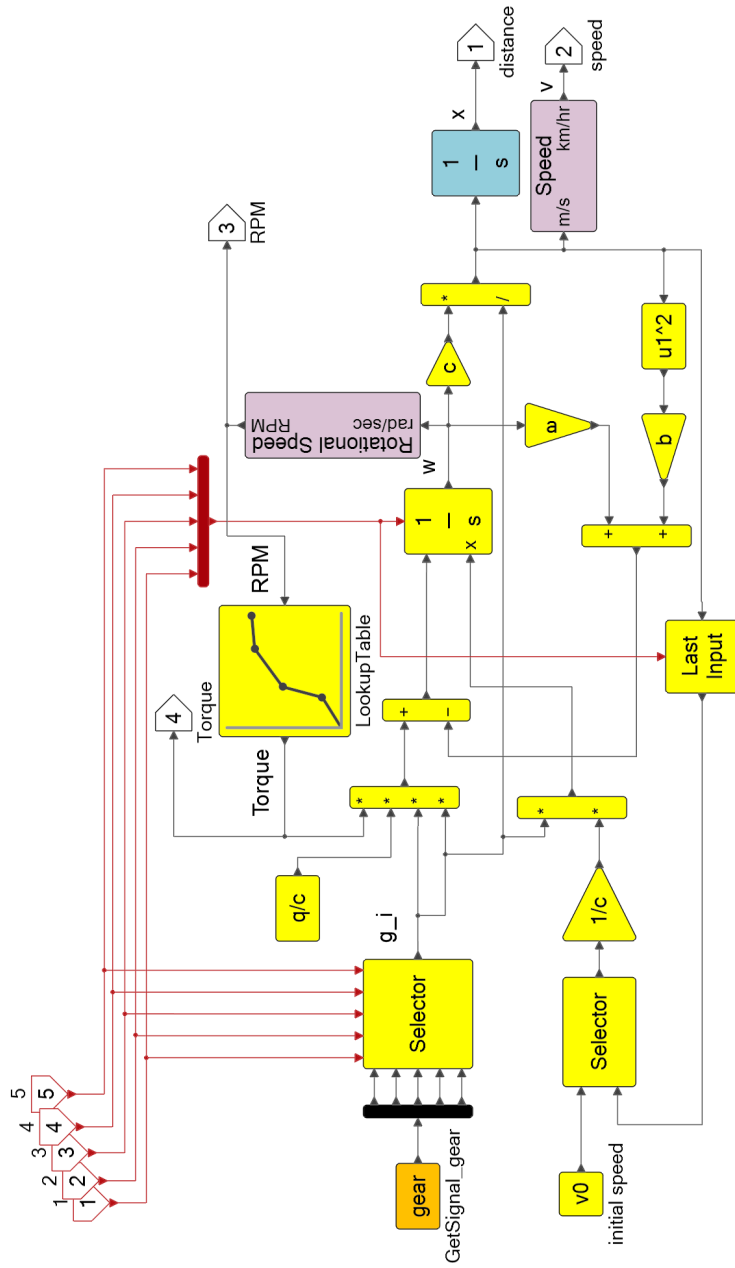 1
1
2
2
3
3
4
4
5
5
Torque
4
RPM
3
Torque
LookupTable
RPM
Rotational Speed
rad/sec
RPM
q/c
g_i
gear
GetSignal_gear
Selector
*
*
*
*
+
−
1
s
x
w
c
*
/
1
s
x
1
distance
v0
initial speed
Selector
1/c
*
*
+
+
a
b
u1^2
Speed
m/s
km/hr
v
2
speed
Last
Input